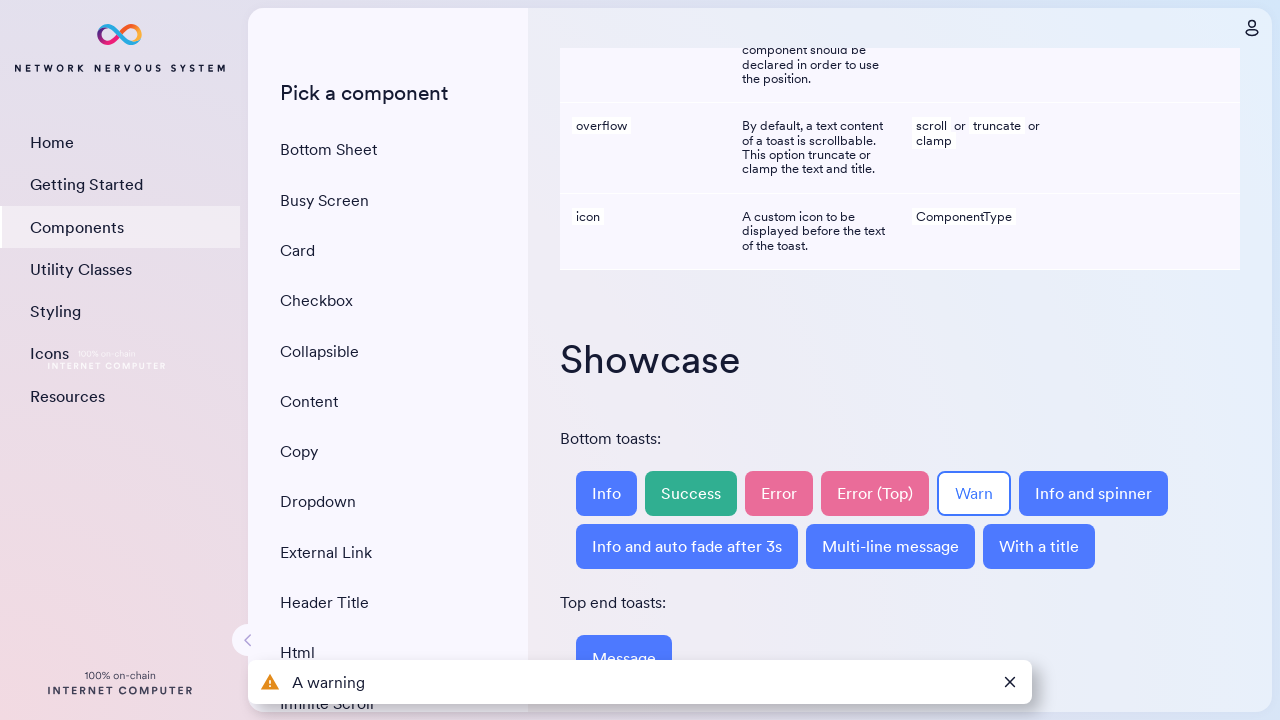 NETWORK NERVOUS SYSTEM
Home
Getting Started
Components
Utility Classes
Styling
Icons
100% on-chain
INTERNET COMPUTER
Resources
100% on-chain
INTERNET COMPUTER
Pick a component
Bottom Sheet
Busy Screen
Card
Checkbox
Collapsible
Content
Copy
Dropdown
External Link
Header Title
Html
Infinite Scroll
component should be
declared in order to use
the position.
overflow
By default, a text content
of a toast is scrollable.
This option truncate or
clamp the text and title.
scroll or truncate or
clamp
icon
A custom icon to be
displayed before the text
of the toast.
ComponentType
Showcase
Bottom toasts:
Info Success Error Error (Top) Warn Info and spinner
Info and auto fade after 3s Multi-line message With a title
Top end toasts:
Message
A warning